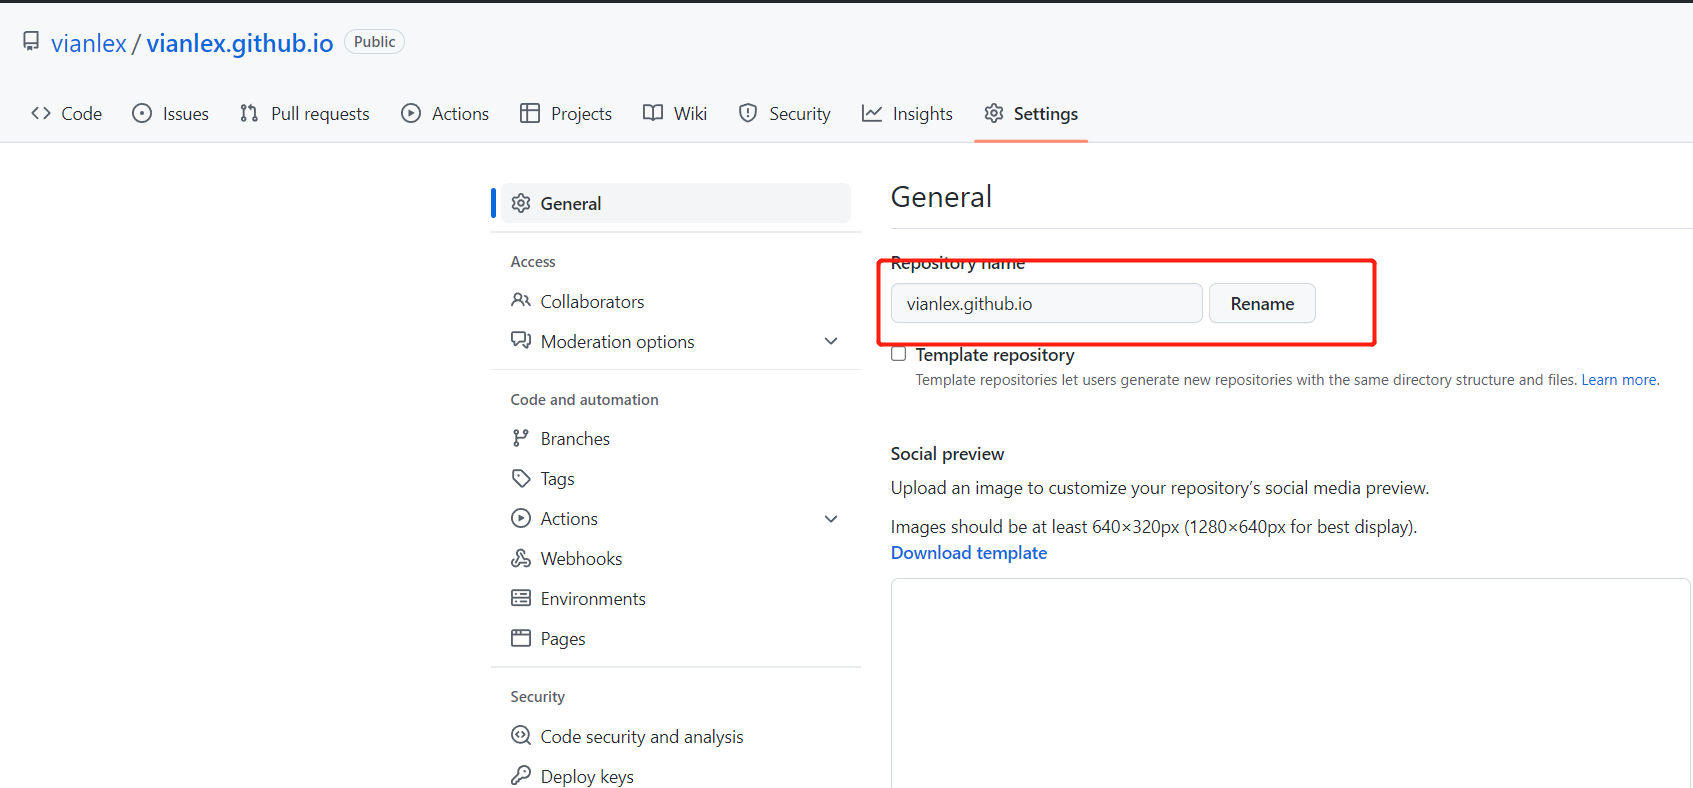 vianlex / vianlex.github.io Public
Code Issues Pull requests Actions Projects Wiki Security Insights Settings
General
Access
Collaborators
Moderation options
Code and automation
Branches
Tags
Actions
Webhooks
Environments
Pages
Security
Code security and analysis
Deploy keys
General
Repository name
vianlex.github.io Rename
Template repository
Template repositories let users generate new repositories with the same directory structure and files. Learn more.
Social preview
Upload an image to customize your repository’s social media preview.
Images should be at least 640×320px (1280×640px for best display).
Download template